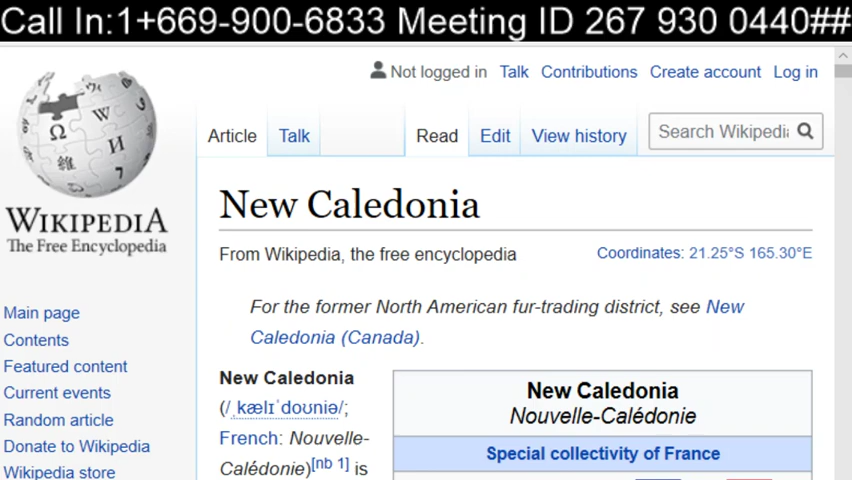 Call In:1+669-900-6833 Meeting ID 267 930 0440##
Not logged in Talk Contributions Create account Log in
Article Talk Read Edit View history Search Wikipedi
WIKIPEDIA
The Free Encyclopedia
New Caledonia
From Wikipedia, the free encyclopedia
Coordinates: 21.25°S 165.30°E
For the former North American fur-trading district, see New
Caledonia (Canada).
Main page
Contents
Featured content
Current events
Random article
Donate to Wikipedia
Wikipedia store
New Caledonia
(/ˌkælɪˈdoʊniə/;
French: Nouvelle-
Calédonie)[nb 1] is
New Caledonia
Nouvelle-Calédonie
Special collectivity of France